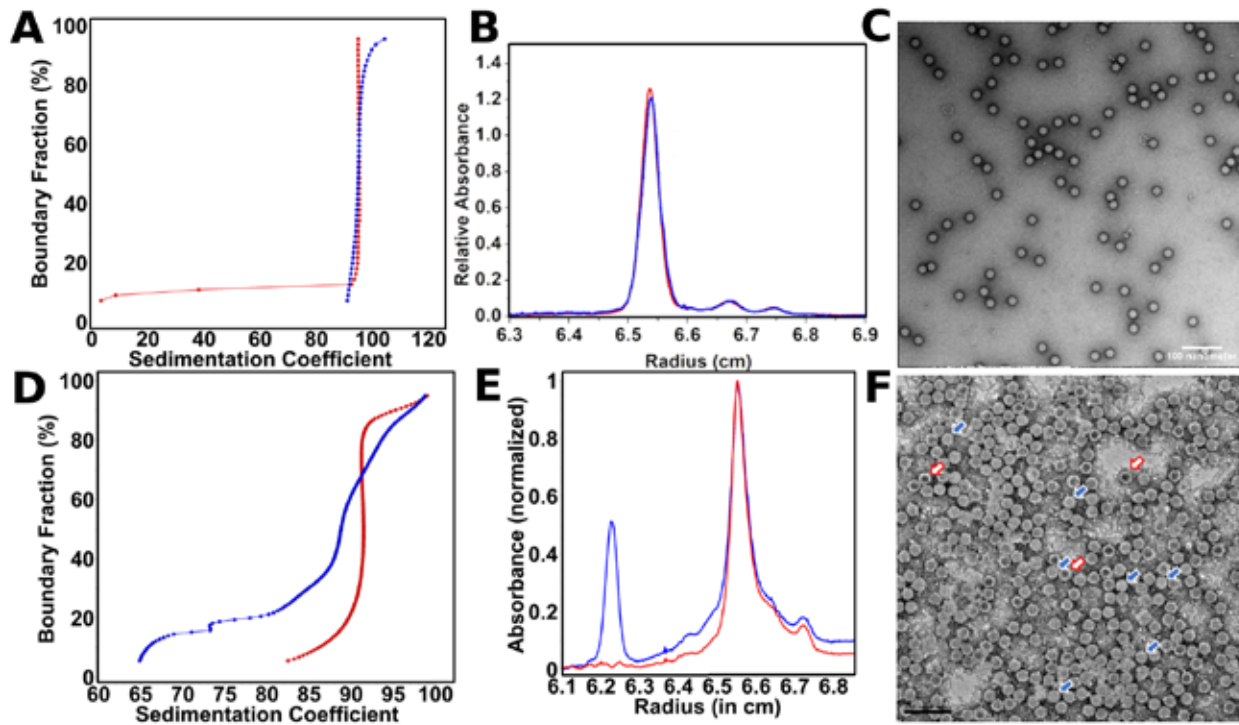 A
Boundary Fraction (%)
100
80
60
40
20
0
0 20 40 60 80 100 120
Sedimentation Coefficient
B
Relative Absorbance
1.4
1.2
1.0
0.8
0.6
0.4
0.2
0.0
6.3 6.5 6.6 6.7 6.8 6.9
Radius (cm)
C
100 nanometer
D
Boundary Fraction (%)
100
80
60
40
20
0
60 65 70 75 80 85 90 95 100
Sedimentation Coefficient
E
Absorbance (normalized)
1
0.8
0.6
0.4
0.2
0
6.1 6.2 6.3 6.4 6.5 6.6 6.7 6.8
Radius (in cm)
F